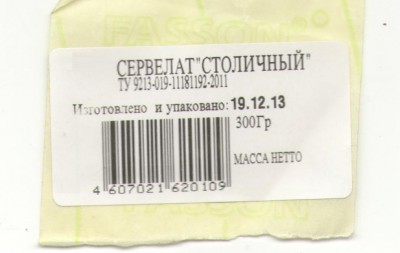 FASSON
СЕРВЕЛАТ"СТОЛИЧНЫЙ"
ТУ 9213-019-11181192-2011
Изготовлено и упаковано: 19.12.13
300Гр
МАССА НЕТТО
4 607021 620109
FASSON